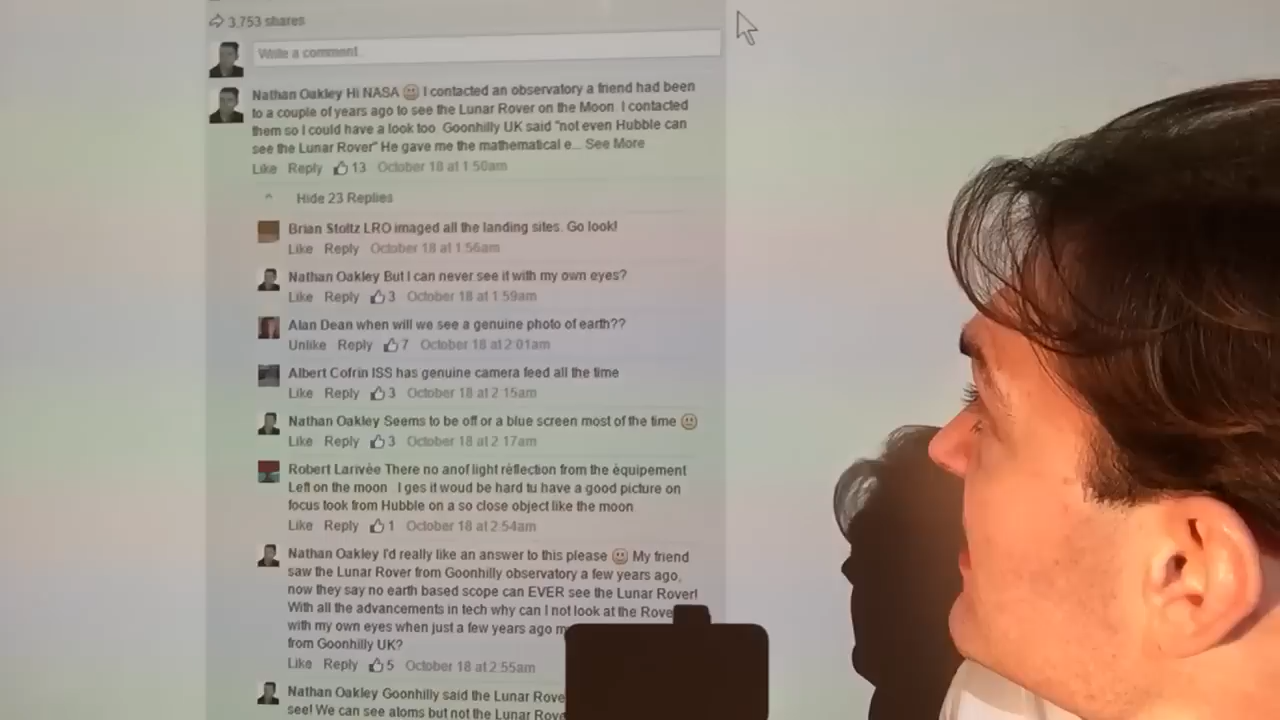 3,753 shares
Write a comment
Nathan Oakley Hi NASA I contacted an observatory a friend had been
to a couple of years ago to see the Lunar Rover on the Moon. I contacted
them so I could have a look too. Goonhilly UK said "not even Hubble can
see the Lunar Rover" He gave me the mathematical e... See More
Like Reply 13 October 18 at 1:50am
Hide 23 Replies
Brian Stoltz LRO imaged all the landing sites. Go look!
Like Reply October 18 at 1:56am
Nathan Oakley But I can never see it with my own eyes?
Like Reply 3 October 18 at 1:59am
Alan Dean when will we see a genuine photo of earth??
Unlike Reply 7 October 18 at 2:01am
Albert Cofrin ISS has genuine camera feed all the time
Like Reply 3 October 18 at 2:15am
Nathan Oakley Seems to be off or a blue screen most of the time
Like Reply 3 October 18 at 2:17am
Robert Larivée There no anof light réflection from the équipement
Left on the moon I ges it woud be hard tu have a good picture on
focus took from Hubble on a so close object like the moon
Like Reply 1 October 18 at 2:54am
Nathan Oakley I'd really like an answer to this please My friend
saw the Lunar Rover from Goonhilly observatory a few years ago,
now they say no earth based scope can EVER see the Lunar Rover!
With all the advancements in tech why can I not look at the Rove
with my own eyes when just a few years ago m
from Goonhilly UK?
Like Reply 5 October 18 at 2:55am
Nathan Oakley Goonhilly said the Lunar Rove
see! We can see atoms but not the Lunar Rove